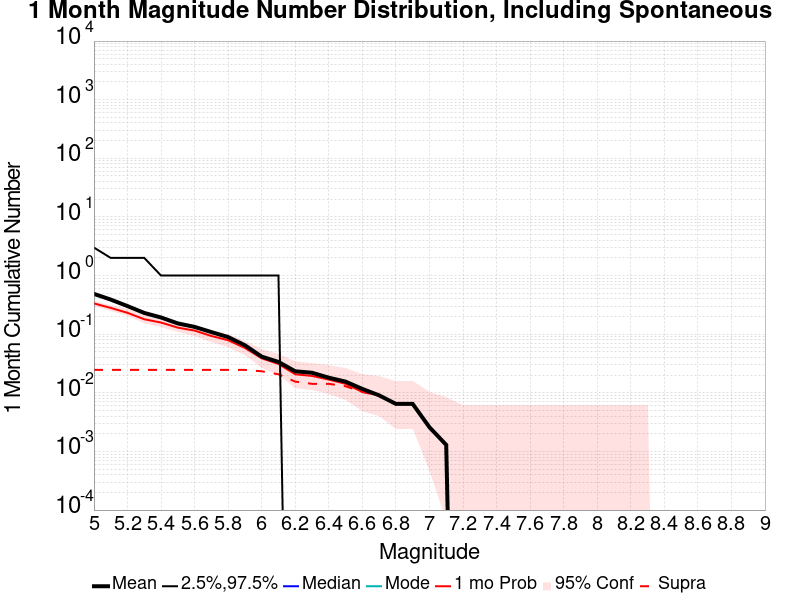 1 Month Magnitude Number Distribution, Including Spontaneous
10 4
10 3
10 2
10 1
10 0
10 -1
10 -2
10 -3
10 -4
1 Month Cumulative Number
5 5.2 5.4 5.6 5.8 6 6.2 6.4 6.6 6.8 7 7.2 7.4 7.6 7.8 8 8.2 8.4 8.6 8.8 9
Magnitude
Mean 2.5%,97.5% Median Mode 1 mo Prob 95% Conf Supra